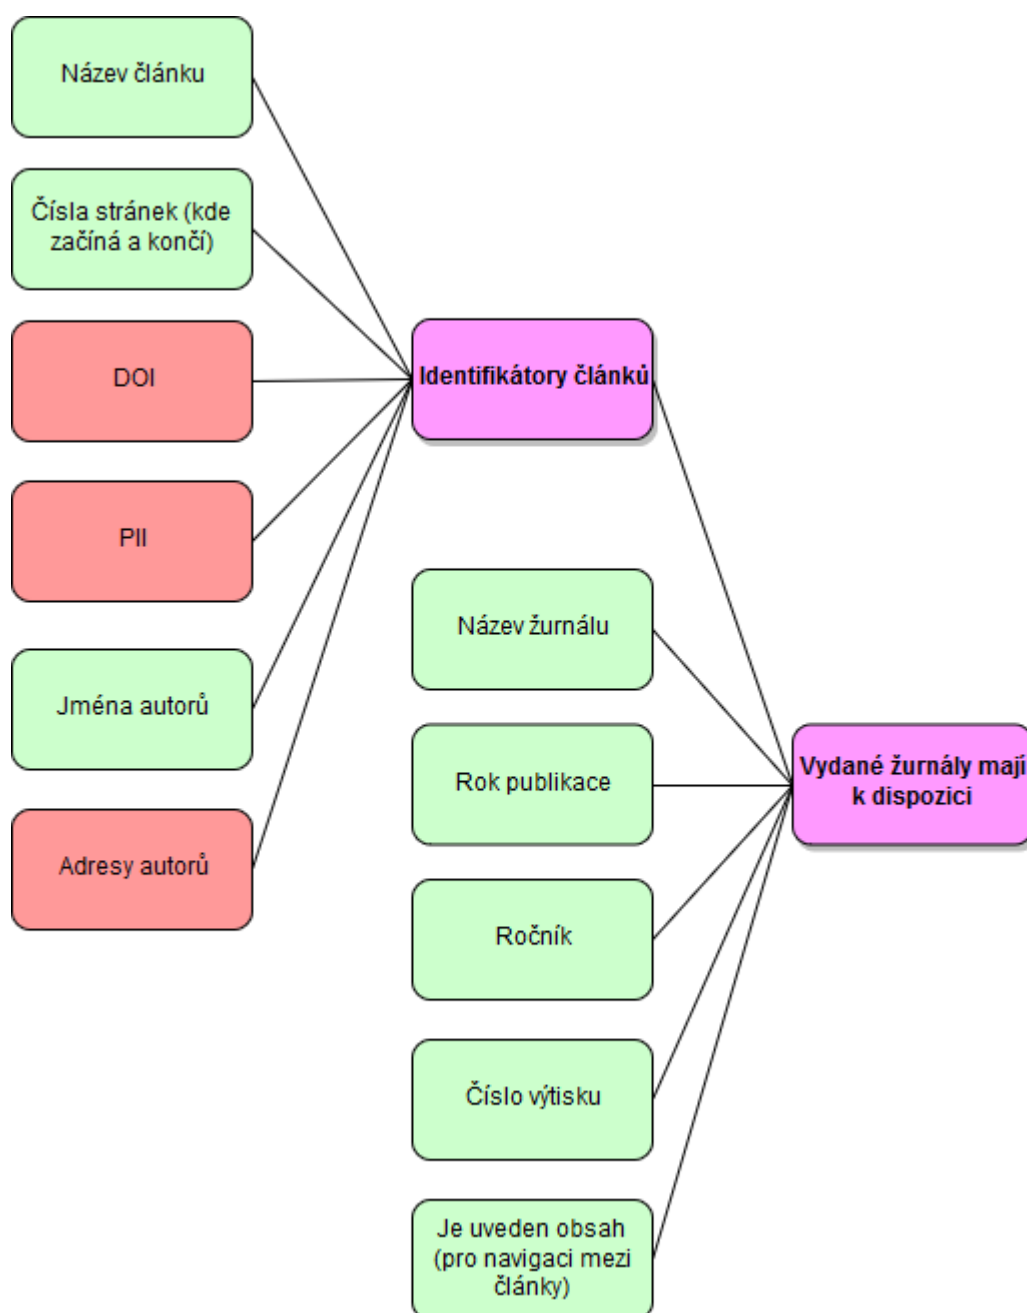 Název článku
Čísla stránek (kde
začíná a končí)
DOI
PII
Jména autorů
Adresy autorů
Identifikátory článků
Název žurnálu
Rok publikace
Ročník
Číslo výtisku
Je uveden obsah
(pro navigaci mezi
články)
Vydané žurnály mají
k dispozici